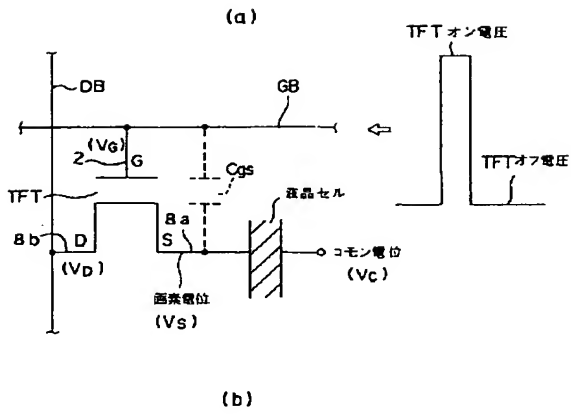 (a)
TFTオン電圧
DB
GB
(VG)
2 G
Cgs
TFT
液晶セル
TFTオフ電圧
8a
8b D S
コモン電位
(VD)
(VC)
画素電位
(VS)
(b)